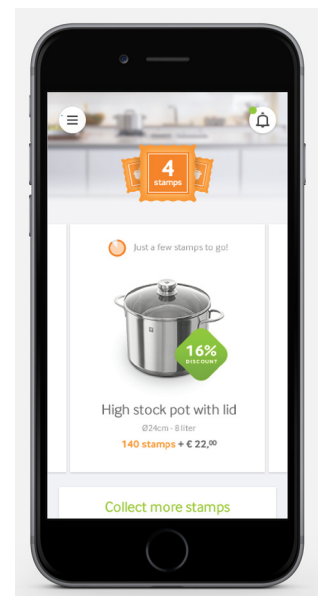 4
stamps
Just a few stamps to go!
16%
DISCOUNT
High stock pot with lid
Ø24cm - 8 liter
140 stamps + € 22,⁰⁰
Collect more stamps